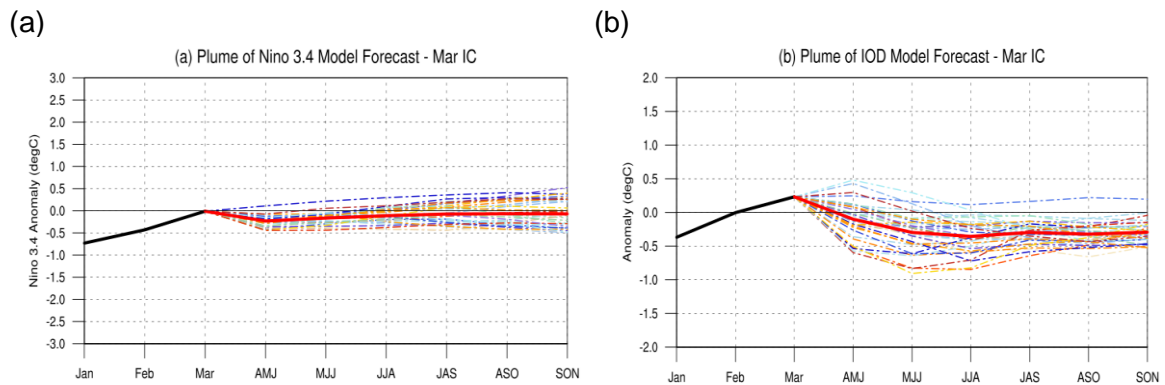 (a)
(b)
(a) Plume of Nino 3.4 Model Forecast - Mar IC
Nino 3.4 Anomaly (degC)
3.0
2.5
2.0
1.5
1.0
0.5
0.0
-0.5
-1.0
-1.5
-2.0
-2.5
-3.0
Jan Feb Mar AMJ MJJ JJA JAS ASO SON
(b) Plume of IOD Model Forecast - Mar IC
Anomaly (degC)
2.0
1.5
1.0
0.5
0.0
-0.5
-1.0
-1.5
-2.0
Jan Feb Mar AMJ MJJ JJA JAS ASO SON